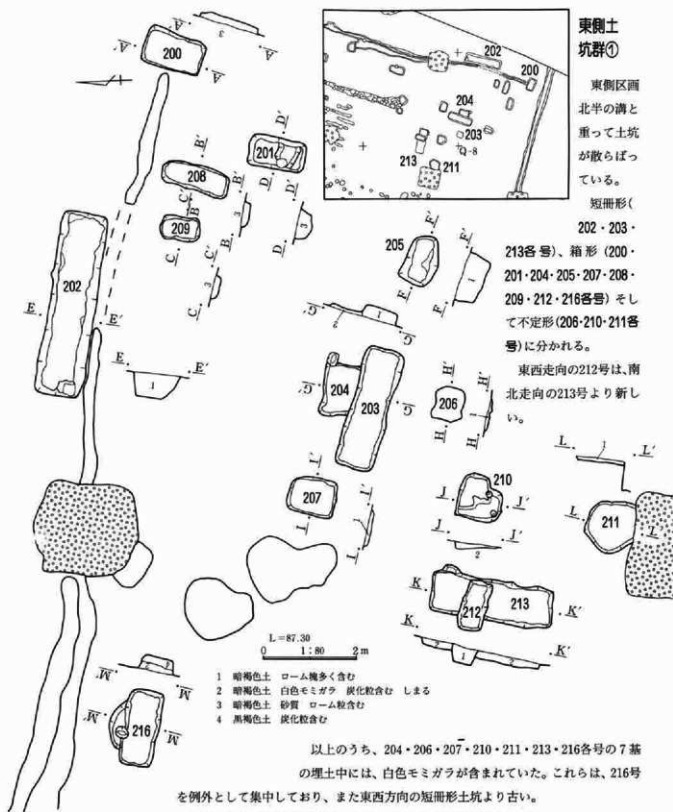 東側土
坑群①
東側区画
北半の溝と
重って土坑
が散らばっ
ている。
短冊形(
202・203・
213各号)、箱形(200・
201・204・205・207・208・
209・212・216各号)そし
て不定形(206・210・211各
号)に分かれる。
東西走向の212号は、南
北走向の213号より新し
い。
202
200
204
203
-8
213
211
200
A
A'
A
A'
3
201
D
D'
D
D'
3
208
B
B'
B
B'
3
209
C
C'
C
C'
3
202
E
E'
E
E'
1
205
F
F'
F
F'
1
204
203
G
G'
G
G'
2
1
206
H
H'
H
H'
1
207
I
I'
I
I'
210
J
J'
J
J'
2
211
L
L
L
L'
1
212
213
K
K'
K
K'
1
216
M
M'
M
M'
L=87.30
0 1:80 2m
1 暗褐色土 ローム塊多く含む
2 暗褐色土 白色モミガラ 炭化粒含む しまる
3 暗褐色土 砂質 ローム粒含む
4 黒褐色土 炭化粒含む
以上のうち、204・206・207・210・211・213・216各号の7基
の埋土中には、白色モミガラが含まれていた。これらは、216号
を例外として集中しており、また東西方向の短冊形土坑より古い。